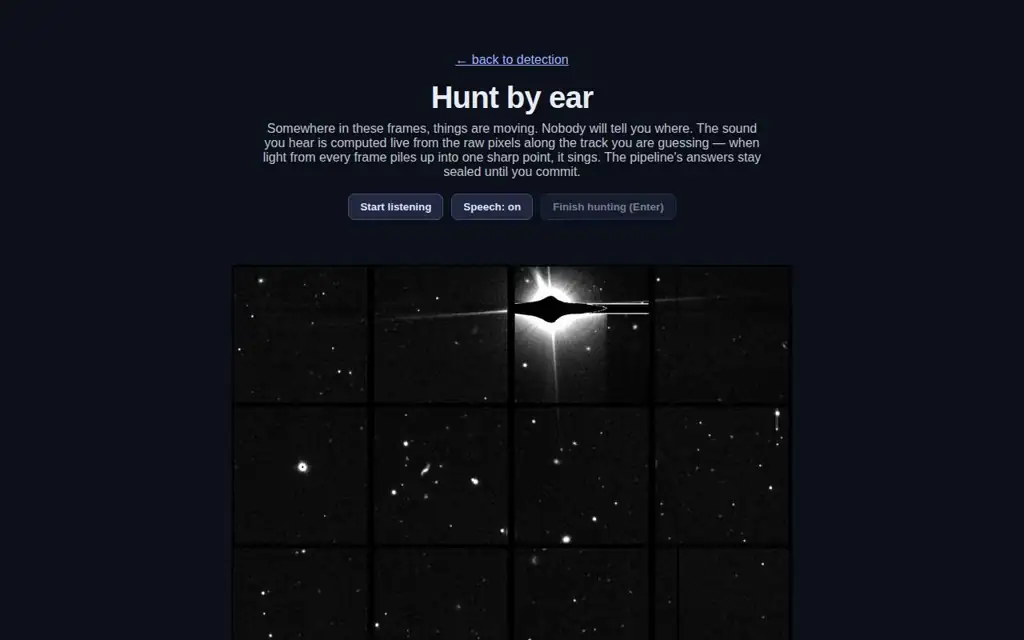 ← back to detection
Hunt by ear
Somewhere in these frames, things are moving. Nobody will tell you where. The sound
you hear is computed live from the raw pixels along the track you are guessing — when
light from every frame piles up into one sharp point, it sings. The pipeline's answers stay
sealed until you commit.
Start listening
Speech: on
Finish hunting (Enter)